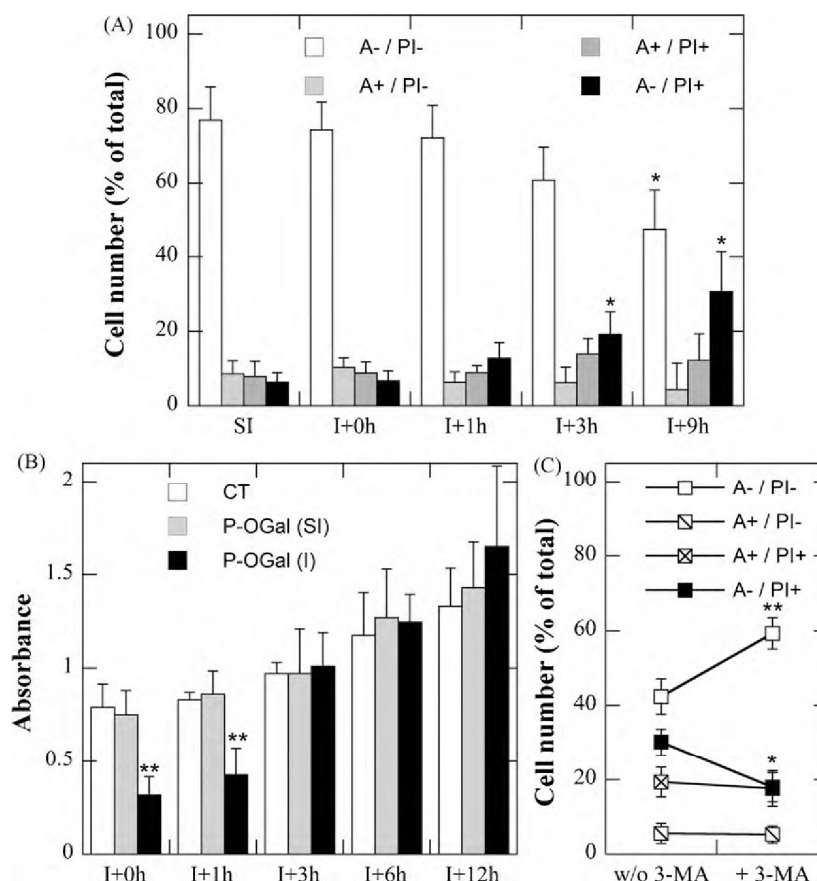 (A)
100
80
60
40
20
0
Cell number (% of total)
A- / PI-
A+ / PI-
A+ / PI+
A- / PI+
*
*
*
SI
I+0h
I+1h
I+3h
I+9h
(B)
2
1.5
1
0.5
0
Absorbance
CT
P-OGal (SI)
P-OGal (I)
**
**
I+0h
I+1h
I+3h
I+6h
I+12h
(C)
100
80
60
40
20
0
Cell number (% of total)
A- / PI-
A+ / PI-
A+ / PI+
A- / PI+
**
*
w/o 3-MA
+ 3-MA